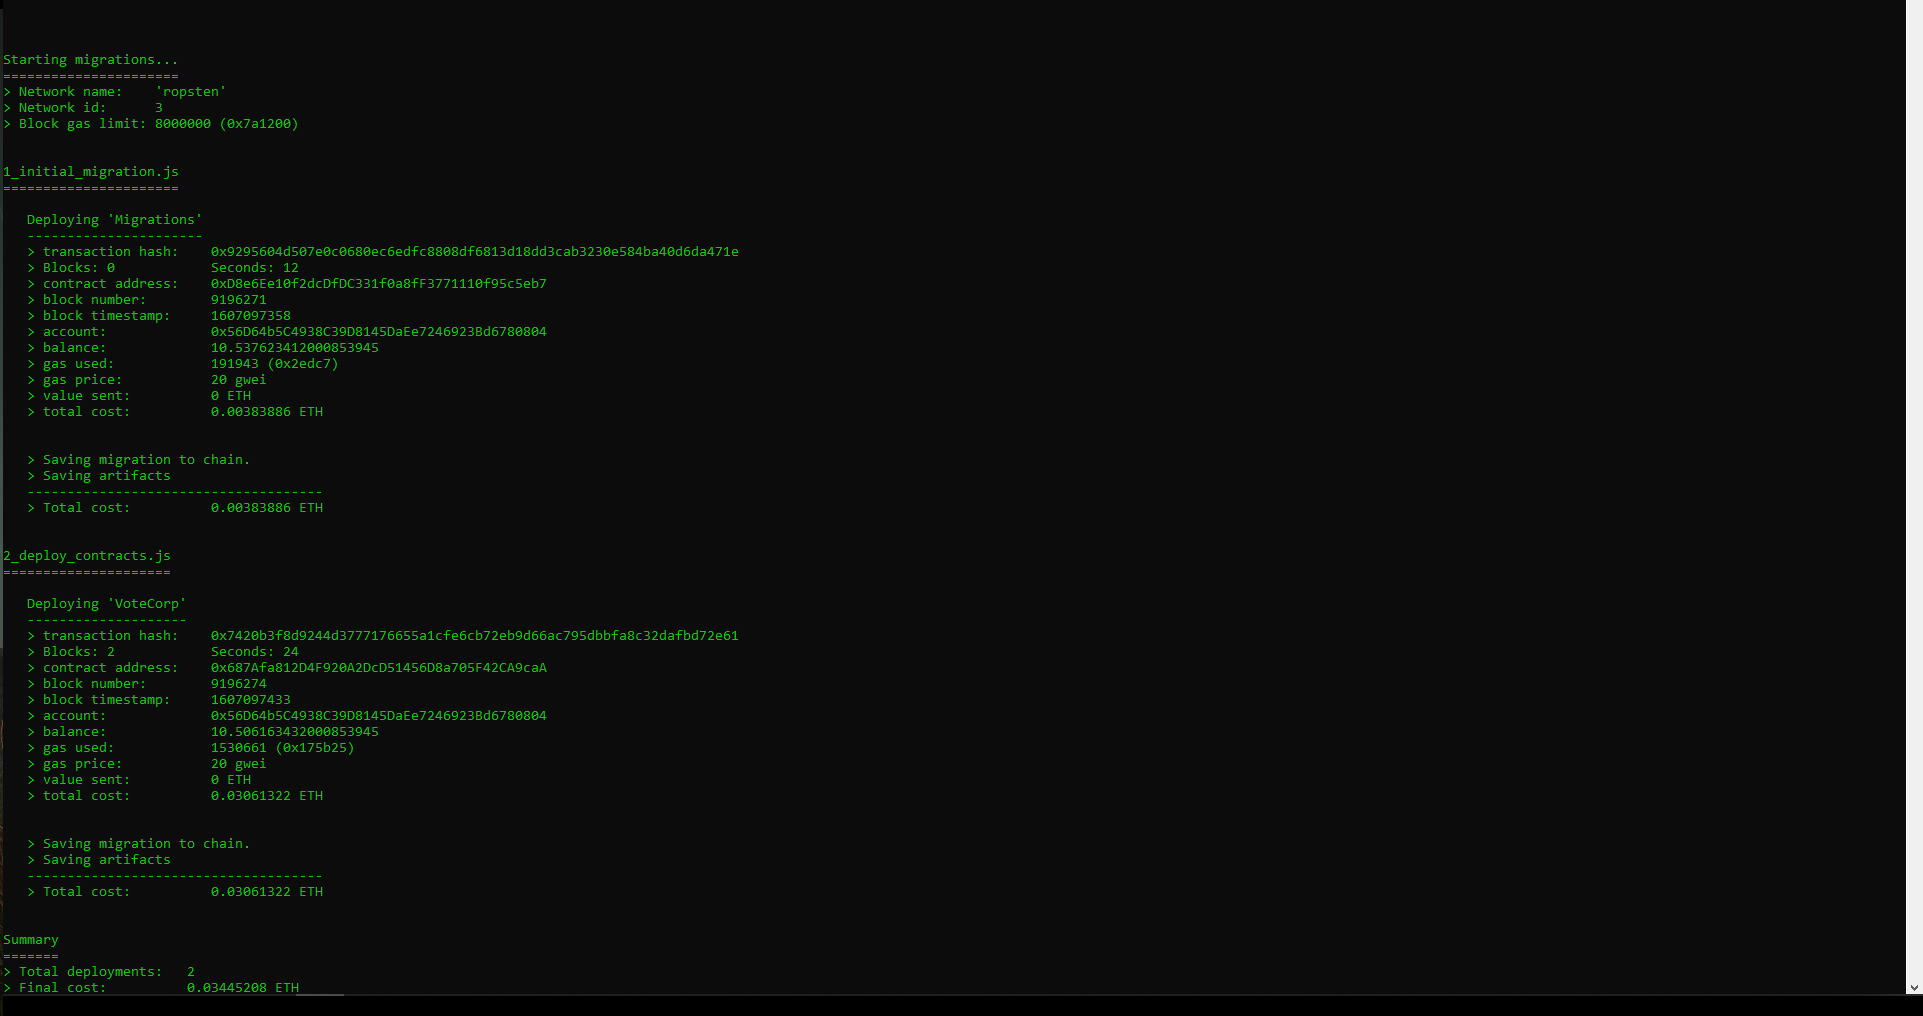 Starting migrations...
======================
> Network name:    'ropsten'
> Network id:      3
> Block gas limit: 8000000 (0x7a1200)
1_initial_migration.js
======================
   Deploying 'Migrations'
   ----------------------
   > transaction hash:    0x9295604d507e0c0680ec6edfc8808df6813d18dd3cab3230e584ba40d6da471e
   > Blocks: 0            Seconds: 12
   > contract address:    0xD8e6Ee10f2dcDfDC331f0a8fF3771110f95c5eb7
   > block number:        9196271
   > block timestamp:     1607097358
   > account:             0x56D64b5C4938C39D8145DaEe7246923Bd6780804
   > balance:             10.537623412000853945
   > gas used:            191943 (0x2edc7)
   > gas price:           20 gwei
   > value sent:          0 ETH
   > total cost:          0.00383886 ETH
   > Saving migration to chain.
   > Saving artifacts
   -------------------------------------
   > Total cost:          0.00383886 ETH
2_deploy_contracts.js
=====================
   Deploying 'VoteCorp'
   --------------------
   > transaction hash:    0x7420b3f8d9244d3777176655a1cfe6cb72eb9d66ac795dbbfa8c32dafbd72e61
   > Blocks: 2            Seconds: 24
   > contract address:    0x687Afa812D4F920A2DcD51456D8a705F42CA9caA
   > block number:        9196274
   > block timestamp:     1607097433
   > account:             0x56D64b5C4938C39D8145DaEe7246923Bd6780804
   > balance:             10.506163432000853945
   > gas used:            1530661 (0x175b25)
   > gas price:           20 gwei
   > value sent:          0 ETH
   > total cost:          0.03061322 ETH
   > Saving migration to chain.
   > Saving artifacts
   -------------------------------------
   > Total cost:          0.03061322 ETH
Summary
=======
> Total deployments:   2
> Final cost:          0.03445208 ETH